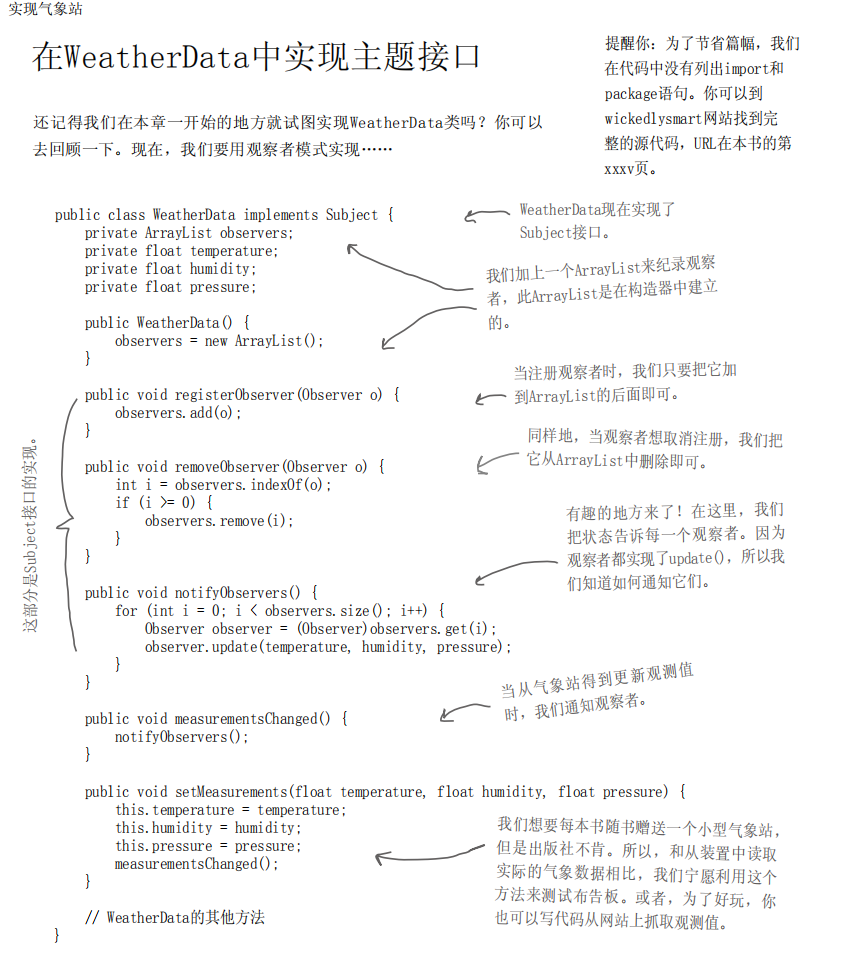 实现气象站
在WeatherData中实现主题接口
提醒你：为了节省篇幅，我们
在代码中没有列出import和
package语句。你可以到
wickedlysmart网站找到完
整的源代码，URL在本书的第
xxxv页。
还记得我们在本章一开始的地方就试图实现WeatherData类吗？你可以
去回顾一下。现在，我们要用观察者模式实现……
public class WeatherData implements Subject {
private ArrayList observers;
private float temperature;
private float humidity;
private float pressure;
public WeatherData() {
observers = new ArrayList();
}
public void registerObserver(Observer o) {
observers.add(o);
}
public void removeObserver(Observer o) {
int i = observers.indexOf(o);
if (i >= 0) {
observers.remove(i);
}
}
public void notifyObservers() {
for (int i = 0; i < observers.size(); i++) {
Observer observer = (Observer)observers.get(i);
observer.update(temperature, humidity, pressure);
}
}
public void measurementsChanged() {
notifyObservers();
}
public void setMeasurements(float temperature, float humidity, float pressure) {
this.temperature = temperature;
this.humidity = humidity;
this.pressure = pressure;
measurementsChanged();
}
// WeatherData的其他方法
}
WeatherData现在实现了
Subject接口。
我们加上一个ArrayList来纪录观察
者，此ArrayList是在构造器中建立
的。
当注册观察者时，我们只要把它加
到ArrayList的后面即可。
同样地，当观察者想取消注册，我们把
它从ArrayList中删除即可。
有趣的地方来了！在这里，我们
把状态告诉每一个观察者。因为
观察者都实现了update()，所以我
们知道如何通知它们。
当从气象站得到更新观测值
时，我们通知观察者。
我们想要每本书随书赠送一个小型气象站，
但是出版社不肯。所以，和从装置中读取
实际的气象数据相比，我们宁愿利用这个
方法来测试布告板。或者，为了好玩，你
也可以写代码从网站上抓取观测值。
这部分是Subject接口的实现。